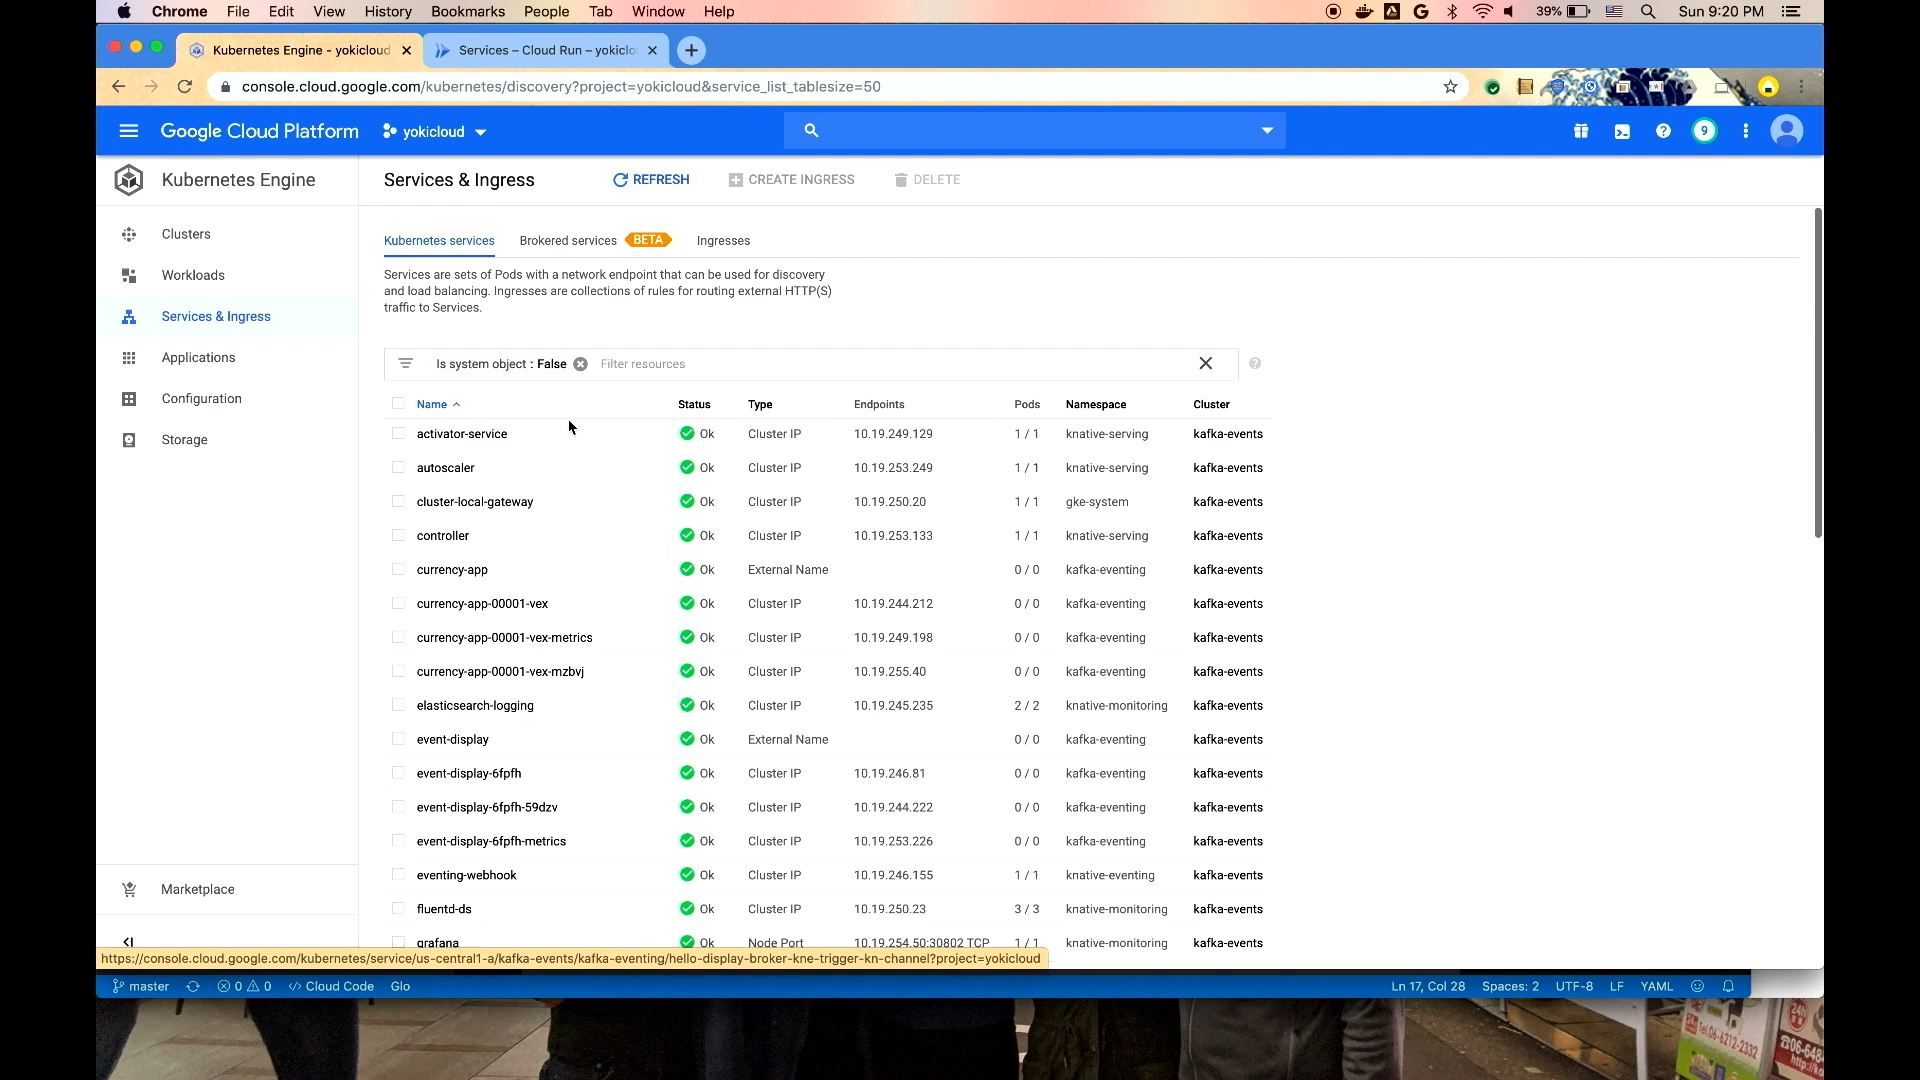 Chrome File Edit View History Bookmarks People Tab Window Help 39% Sun 9:20 PM
Kubernetes Engine - yokicloud Services – Cloud Run – yokiclo
console.cloud.google.com/kubernetes/discovery?project=yokicloud&service_list_tablesize=50
Google Cloud Platform yokicloud 9
Kubernetes Engine
Services & Ingress REFRESH CREATE INGRESS DELETE
Clusters
Workloads
Services & Ingress
Applications
Configuration
Storage
Marketplace
Kubernetes services Brokered services BETA Ingresses
Services are sets of Pods with a network endpoint that can be used for discovery
and load balancing. Ingresses are collections of rules for routing external HTTP(S)
traffic to Services.
Is system object : False Filter resources
Name Status Type Endpoints Pods Namespace Cluster
activator-service Ok Cluster IP 10.19.249.129 1 / 1 knative-serving kafka-events
autoscaler Ok Cluster IP 10.19.253.249 1 / 1 knative-serving kafka-events
cluster-local-gateway Ok Cluster IP 10.19.250.20 1 / 1 gke-system kafka-events
controller Ok Cluster IP 10.19.253.133 1 / 1 knative-serving kafka-events
currency-app Ok External Name 0 / 0 kafka-eventing kafka-events
currency-app-00001-vex Ok Cluster IP 10.19.244.212 0 / 0 kafka-eventing kafka-events
currency-app-00001-vex-metrics Ok Cluster IP 10.19.249.198 0 / 0 kafka-eventing kafka-events
currency-app-00001-vex-mzbvj Ok Cluster IP 10.19.255.40 0 / 0 kafka-eventing kafka-events
elasticsearch-logging Ok Cluster IP 10.19.245.235 2 / 2 knative-monitoring kafka-events
event-display Ok External Name 0 / 0 kafka-eventing kafka-events
event-display-6fpfh Ok Cluster IP 10.19.246.81 0 / 0 kafka-eventing kafka-events
event-display-6fpfh-59dzv Ok Cluster IP 10.19.244.222 0 / 0 kafka-eventing kafka-events
event-display-6fpfh-metrics Ok Cluster IP 10.19.253.226 0 / 0 kafka-eventing kafka-events
eventing-webhook Ok Cluster IP 10.19.246.155 1 / 1 knative-eventing kafka-events
fluentd-ds Ok Cluster IP 10.19.250.23 3 / 3 knative-monitoring kafka-events
grafana Ok Node Port 10.19.254.50:30802 TCP 1 / 1 knative-monitoring kafka-events
https://console.cloud.google.com/kubernetes/service/us-central1-a/kafka-events/kafka-eventing/hello-display-broker-kne-trigger-kn-channel?project=yokicloud
master 0 0 </> Cloud Code Glo Ln 17, Col 28 Spaces: 2 UTF-8 LF YAML